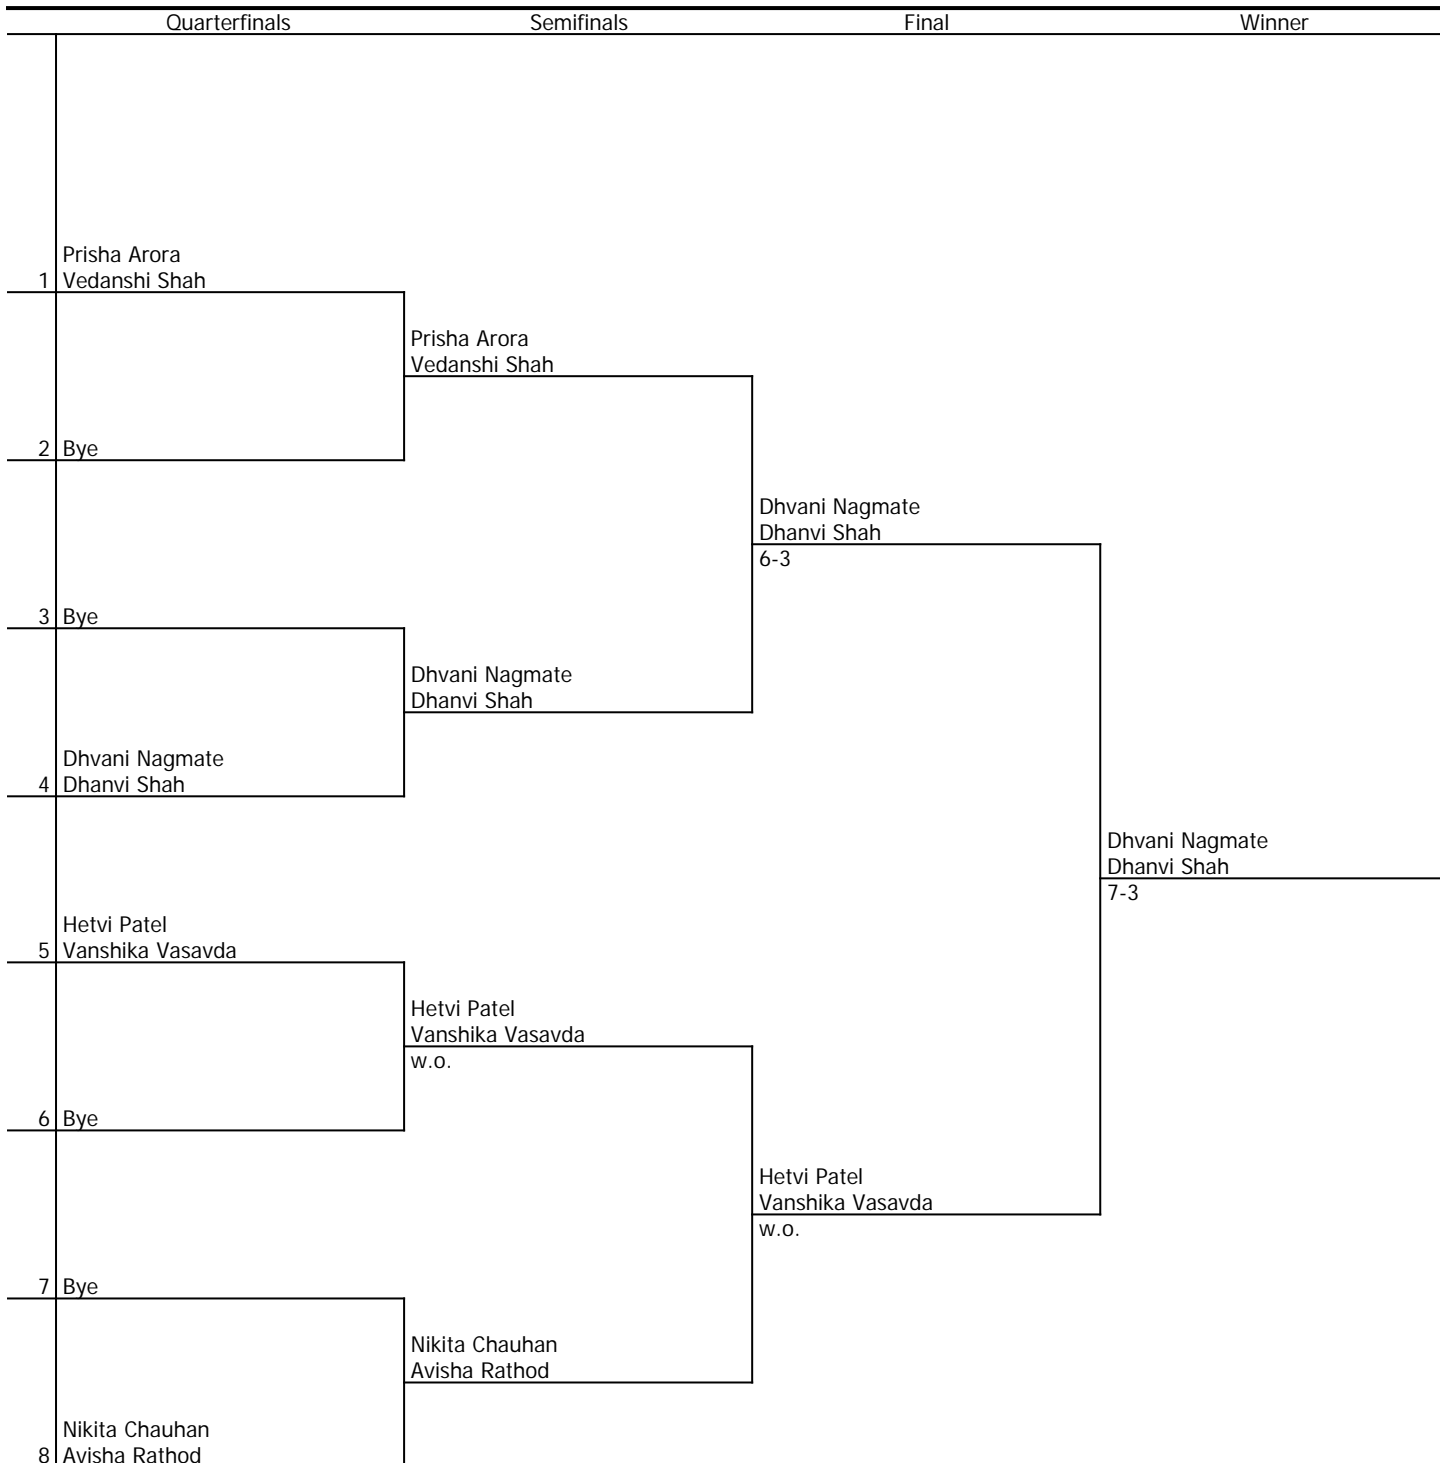 Quarterfinals Semifinals Final Winner
Prisha Arora
1 Vedanshi Shah
Prisha Arora
Vedanshi Shah
2 Bye
Dhvani Nagmate
Dhanvi Shah
6-3
3 Bye
Dhvani Nagmate
Dhanvi Shah
Dhvani Nagmate
4 Dhanvi Shah
Dhvani Nagmate
Dhanvi Shah
7-3
Hetvi Patel
5 Vanshika Vasavda
Hetvi Patel
Vanshika Vasavda
w.o.
6 Bye
Hetvi Patel
Vanshika Vasavda
w.o.
7 Bye
Nikita Chauhan
Avisha Rathod
Nikita Chauhan
8 Avisha Rathod